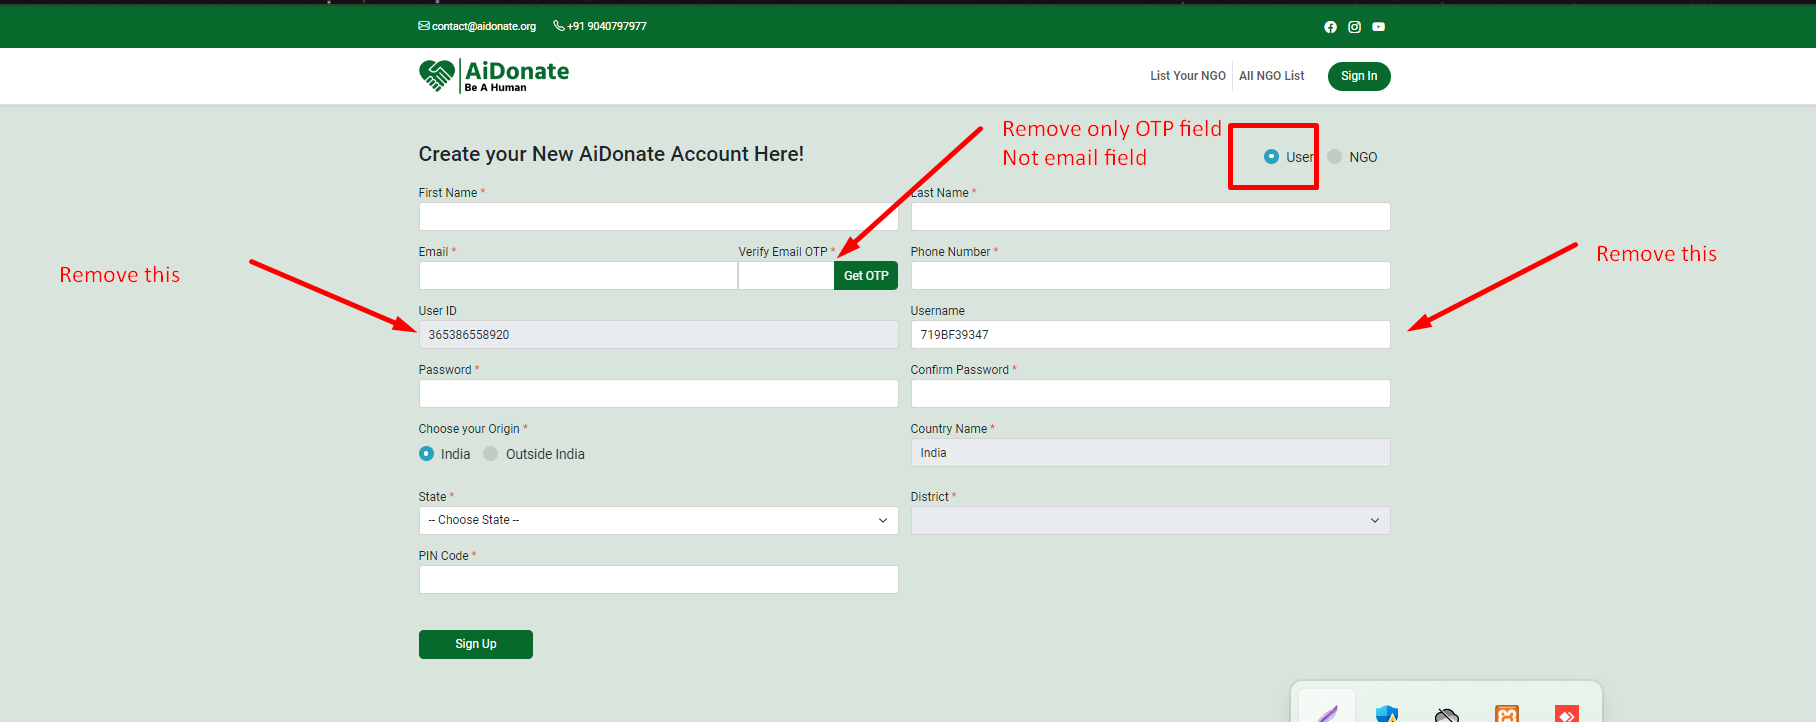 contact@aidonate.org +91 9040797977
AiDonate
Be A Human
List Your NGO All NGO List Sign In
Remove only OTP field
Not email field
Create your New AiDonate Account Here!
User NGO
First Name * Last Name *
Email * Verify Email OTP * Phone Number *
Get OTP
Remove this
Remove this
User ID Username
365386558920 719BF39347
Password * Confirm Password *
Choose your Origin * Country Name *
India Outside India India
State * District *
-- Choose State --
PIN Code *
Sign Up